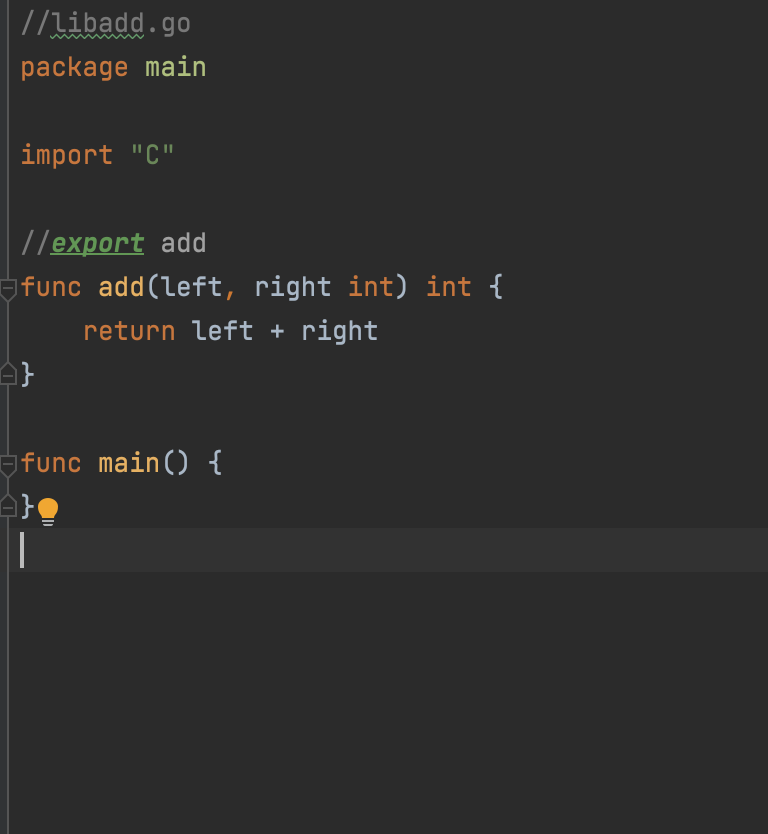 //libadd.go
package main
import "C"
//export add
func add(left, right int) int {
return left + right
}
func main() {
}